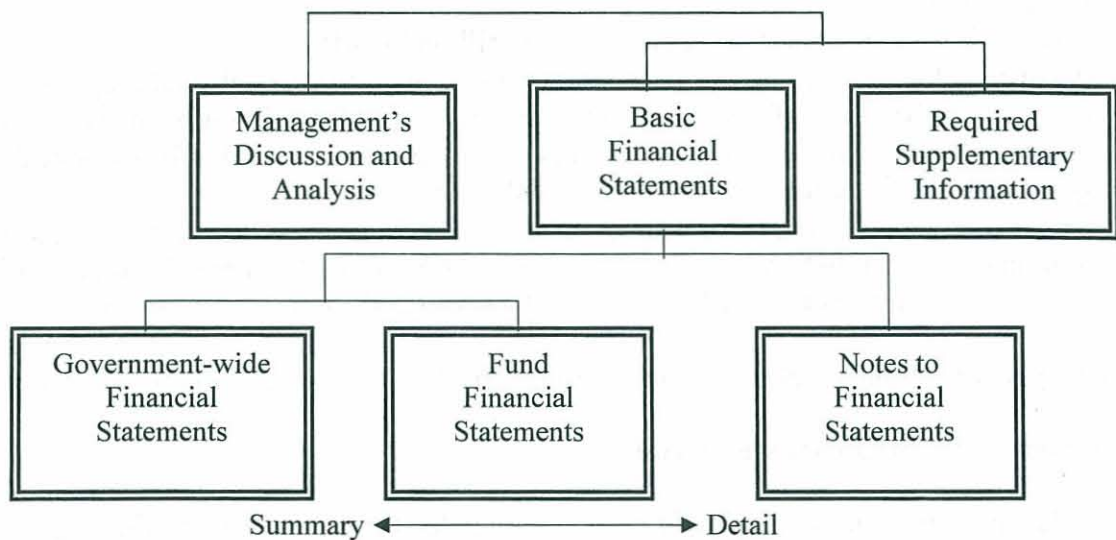 Management's
Discussion and
Analysis
Basic
Financial
Statements
Required
Supplementary
Information
Government-wide
Financial
Statements
Fund
Financial
Statements
Notes to
Financial
Statements
Summary
Detail